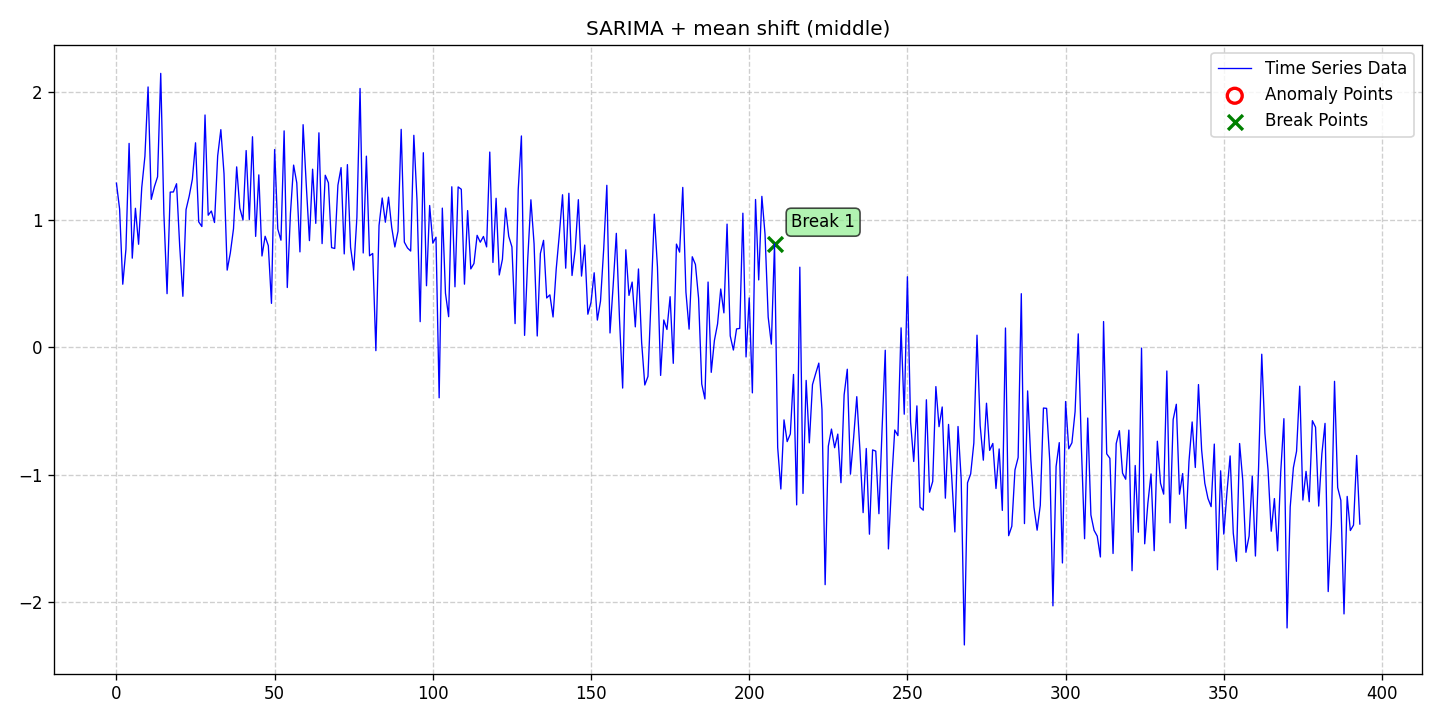 SARIMA + mean shift (middle)
Time Series Data
Anomaly Points
Break Points
Break 1
2
1
0
−1
−2
0 50 100 150 200 250 300 350 400